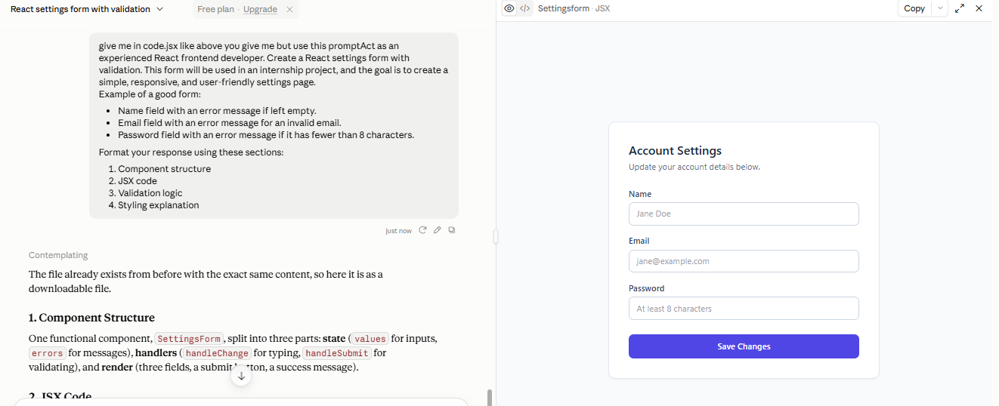 React settings form with validation
Free plan · Upgrade
Settingsform · JSX
Copy
give me in code.jsx like above you give me but use this promptAct as an
experienced React frontend developer. Create a React settings form with
validation. This form will be used in an internship project, and the goal is to create a
simple, responsive, and user-friendly settings page.
Example of a good form:
• Name field with an error message if left empty.
• Email field with an error message for an invalid email.
• Password field with an error message if it has fewer than 8 characters.
Format your response using these sections:
1. Component structure
2. JSX code
3. Validation logic
4. Styling explanation
just now
Contemplating
The file already exists from before with the exact same content, so here it is as a
downloadable file.
1. Component Structure
One functional component, SettingsForm, split into three parts: state (values for inputs,
errors for messages), handlers (handleChange for typing, handleSubmit for
validating), and render (three fields, a submit button, a success message).
2. JSX Code
Account Settings
Update your account details below.
Name
Jane Doe
Email
jane@example.com
Password
At least 8 characters
Save Changes